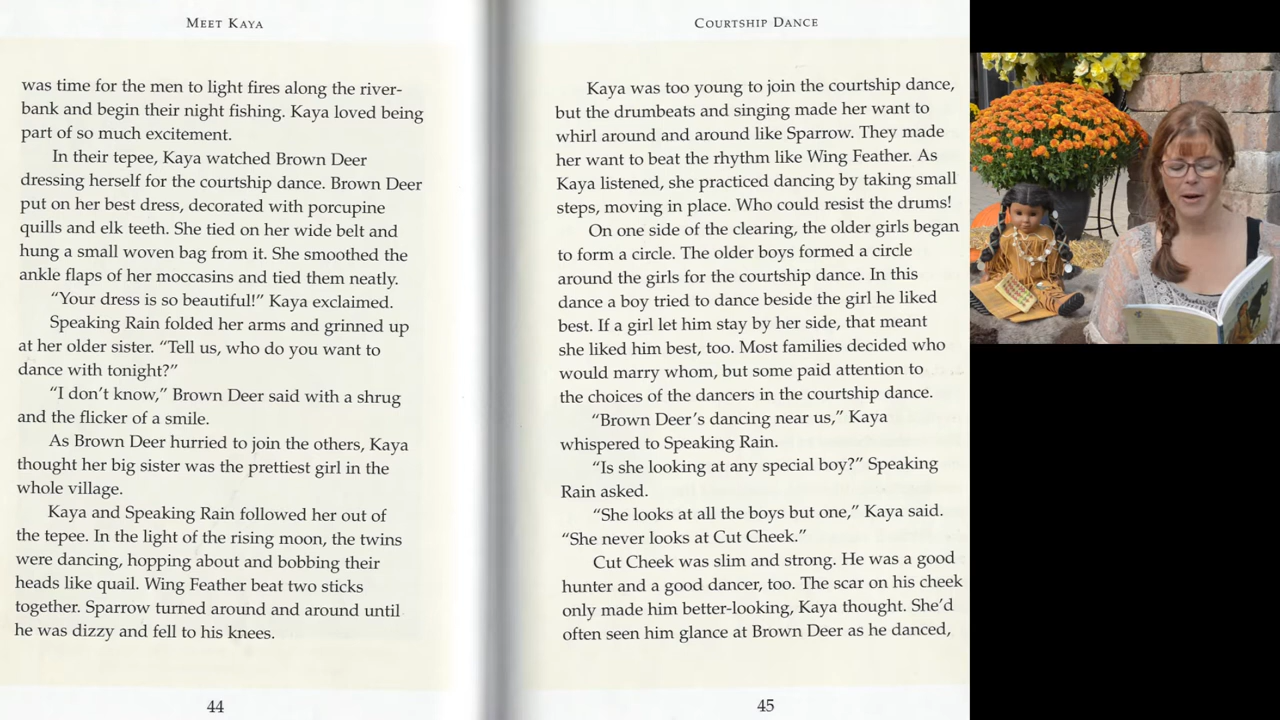 MEET KAYA
was time for the men to light fires along the river-
bank and begin their night fishing. Kaya loved being
part of so much excitement.
In their tepee, Kaya watched Brown Deer
dressing herself for the courtship dance. Brown Deer
put on her best dress, decorated with porcupine
quills and elk teeth. She tied on her wide belt and
hung a small woven bag from it. She smoothed the
ankle flaps of her moccasins and tied them neatly.
“Your dress is so beautiful!” Kaya exclaimed.
Speaking Rain folded her arms and grinned up
at her older sister. “Tell us, who do you want to
dance with tonight?”
“I don’t know,” Brown Deer said with a shrug
and the flicker of a smile.
As Brown Deer hurried to join the others, Kaya
thought her big sister was the prettiest girl in the
whole village.
Kaya and Speaking Rain followed her out of
the tepee. In the light of the rising moon, the twins
were dancing, hopping about and bobbing their
heads like quail. Wing Feather beat two sticks
together. Sparrow turned around and around until
he was dizzy and fell to his knees.
44
COURTSHIP DANCE
Kaya was too young to join the courtship dance,
but the drumbeats and singing made her want to
whirl around and around like Sparrow. They made
her want to beat the rhythm like Wing Feather. As
Kaya listened, she practiced dancing by taking small
steps, moving in place. Who could resist the drums!
On one side of the clearing, the older girls began
to form a circle. The older boys formed a circle
around the girls for the courtship dance. In this
dance a boy tried to dance beside the girl he liked
best. If a girl let him stay by her side, that meant
she liked him best, too. Most families decided who
would marry whom, but some paid attention to
the choices of the dancers in the courtship dance.
“Brown Deer’s dancing near us,” Kaya
whispered to Speaking Rain.
“Is she looking at any special boy?” Speaking
Rain asked.
“She looks at all the boys but one,” Kaya said.
“She never looks at Cut Cheek.”
Cut Cheek was slim and strong. He was a good
hunter and a good dancer, too. The scar on his cheek
only made him better-looking, Kaya thought. She’d
often seen him glance at Brown Deer as he danced,
45